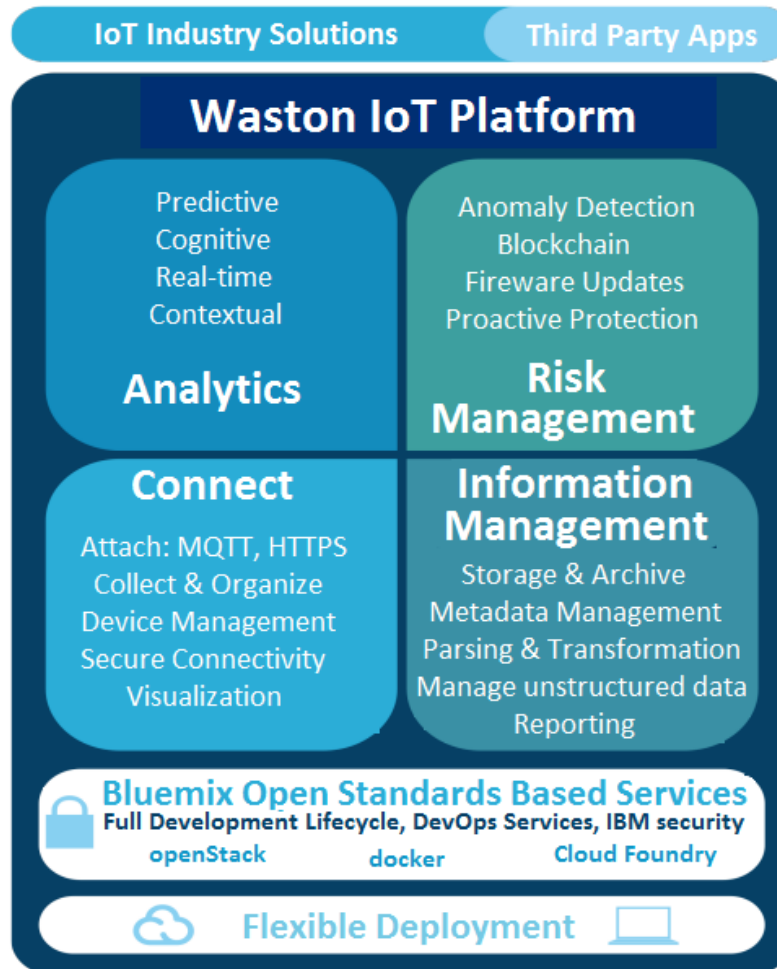 IoT Industry Solutions
Third Party Apps
Waston IoT Platform
Predictive
Cognitive
Real-time
Contextual
Analytics
Anomaly Detection
Blockchain
Fireware Updates
Proactive Protection
Risk
Management
Connect
Attach: MQTT, HTTPS
Collect & Organize
Device Management
Secure Connectivity
Visualization
Information
Management
Storage & Archive
Metadata Management
Parsing & Transformation
Manage unstructured data
Reporting
Bluemix Open Standards Based Services
Full Development Lifecycle, DevOps Services, IBM security
openStack
docker
Cloud Foundry
Flexible Deployment